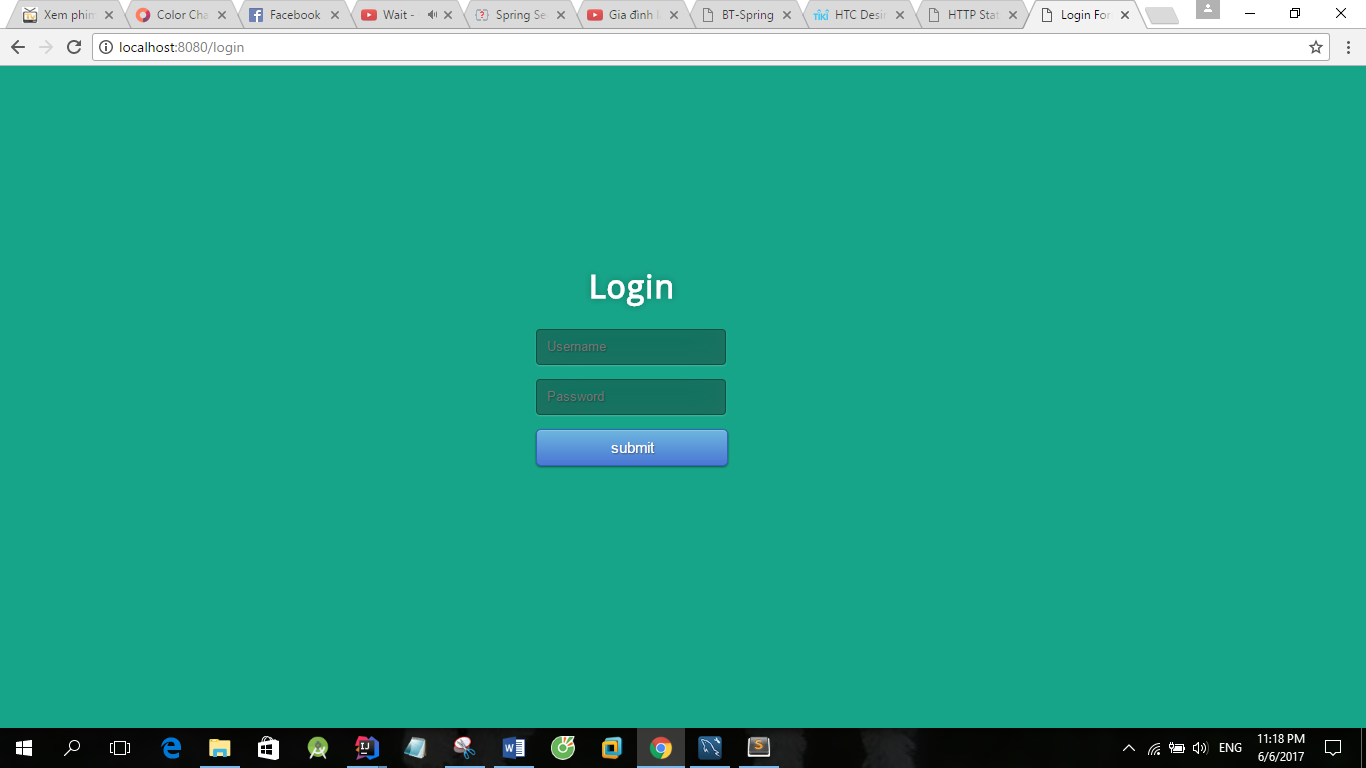 Xem phim
Color Cha
Facebook
Wait -
Spring Se
Gia đình
BT-Spring
TIKI
HTC Desi
HTTP Stat
Login For
localhost:8080/login
Login
Username
Password
submit
ENG
11:18 PM
6/6/2017